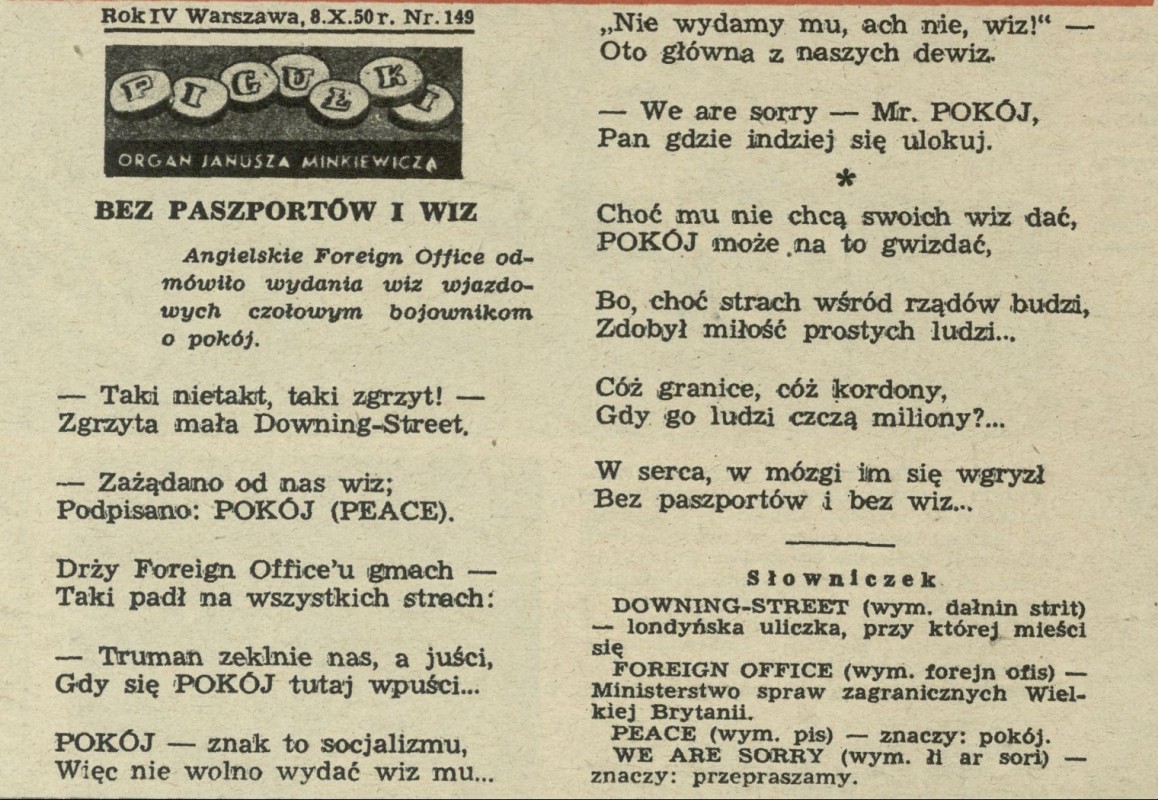 Rok IV Warszawa, 8.X.50 r. Nr. 149
PIGUŁKI
ORGAN JANUSZA MINKIEWICZA
BEZ PASZPORTÓW I WIZ
Angielskie Foreign Office od-
mówiło wydania wiz wjazdo-
wych czołowym bojownikom
o pokój.
— Taki nietakt, taki zgrzyt! —
Zgrzyta mała Downing-Street.
— Zażądano od nas wiz;
Podpisano: POKÓJ (PEACE).
Drży Foreign Office'u gmach —
Taki padł na wszystkich strach:
— Truman zeklnie nas, a juści,
Gdy się POKÓJ tutaj wpuści...
POKÓJ — znak to socjalizmu,
Więc nie wolno wydać wiz mu...
„Nie wydamy mu, ach nie, wiz!“ —
Oto główna z naszych dewiz.
— We are sorry — Mr. POKÓJ,
Pan gdzie indziej się ulokuj.
*
Choć mu nie chcą swoich wiz dać,
POKÓJ może na to gwizdać,
Bo, choć strach wśród rządów budzi,
Zdobył miłość prostych ludzi...
Cóż granice, cóż kordony,
Gdy go ludzi czczą miliony?...
W serca, w mózgi im się wgryzł
Bez paszportów i bez wiz...
Słowniczek
DOWNING-STREET (wym. dałnin strit)
— londyńska uliczka, przy której mieści
się
FOREIGN OFFICE (wym. forejn ofis) —
Ministerstwo spraw zagranicznych Wiel-
kiej Brytanii.
PEACE (wym. pis) — znaczy: pokój.
WE ARE SORRY (wym. łi ar sori) —
znaczy: przepraszamy.